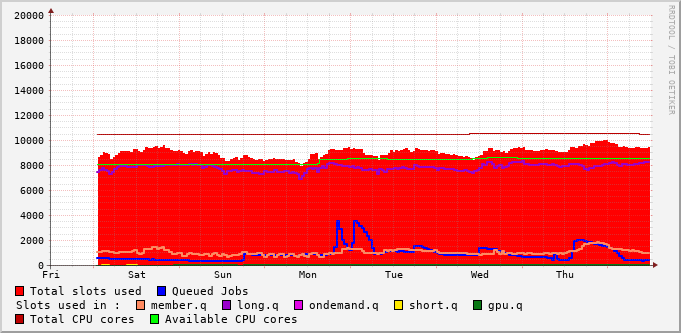 RRDTOOL / TOBI OETIKER
20000
18000
16000
14000
12000
10000
8000
6000
4000
2000
0
Fri Sat Sun Mon Tue Wed Thu
Total slots used Queued Jobs
Slots used in : member.q long.q ondemand.q short.q gpu.q
Total CPU cores Available CPU cores